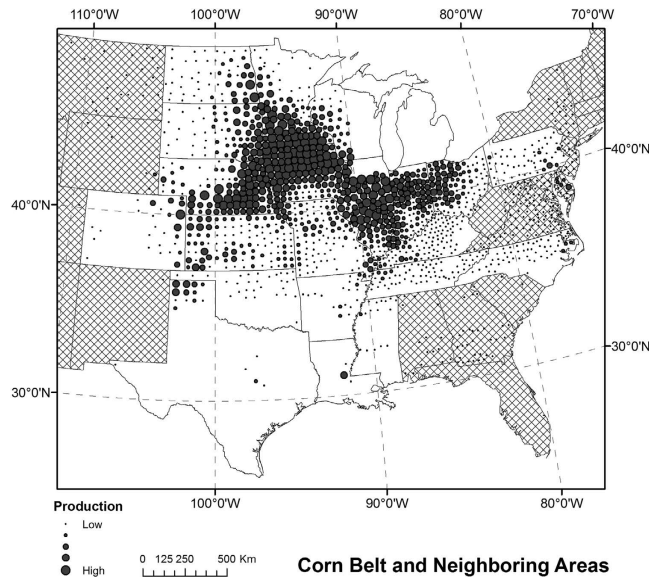 110°0'W 100°0'W 90°0'W 80°0'W 70°0'W
40°0'N 40°0'N
30°0'N 30°0'N
100°0'W 90°0'W 80°0'W
Production
Low
High
0 125 250 500 Km
Corn Belt and Neighboring Areas